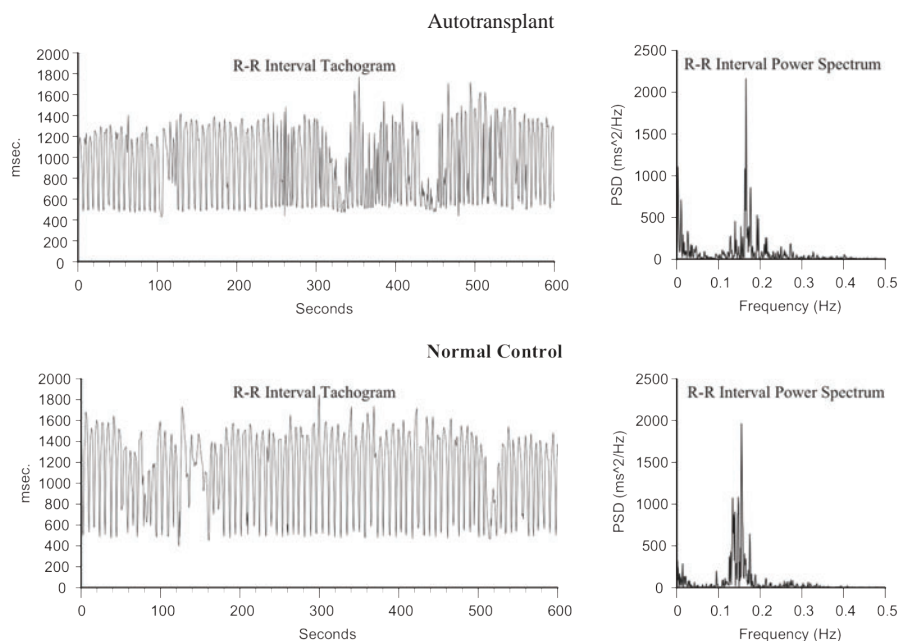 Autotransplant
R-R Interval Tachogram
msec.
2000
1800
1600
1400
1200
1000
800
600
400
200
0
0 100 200 300 400 500 600
Seconds
R-R Interval Power Spectrum
PSD (ms^2/Hz)
2500
2000
1500
1000
500
0
0 0.1 0.2 0.3 0.4 0.5
Frequency (Hz)
Normal Control
R-R Interval Tachogram
msec.
2000
1800
1600
1400
1200
1000
800
600
400
200
0
0 100 200 300 400 500 600
Seconds
R-R Interval Power Spectrum
PSD (ms^2/Hz)
2500
2000
1500
1000
500
0
0 0.1 0.2 0.3 0.4 0.5
Frequency (Hz)